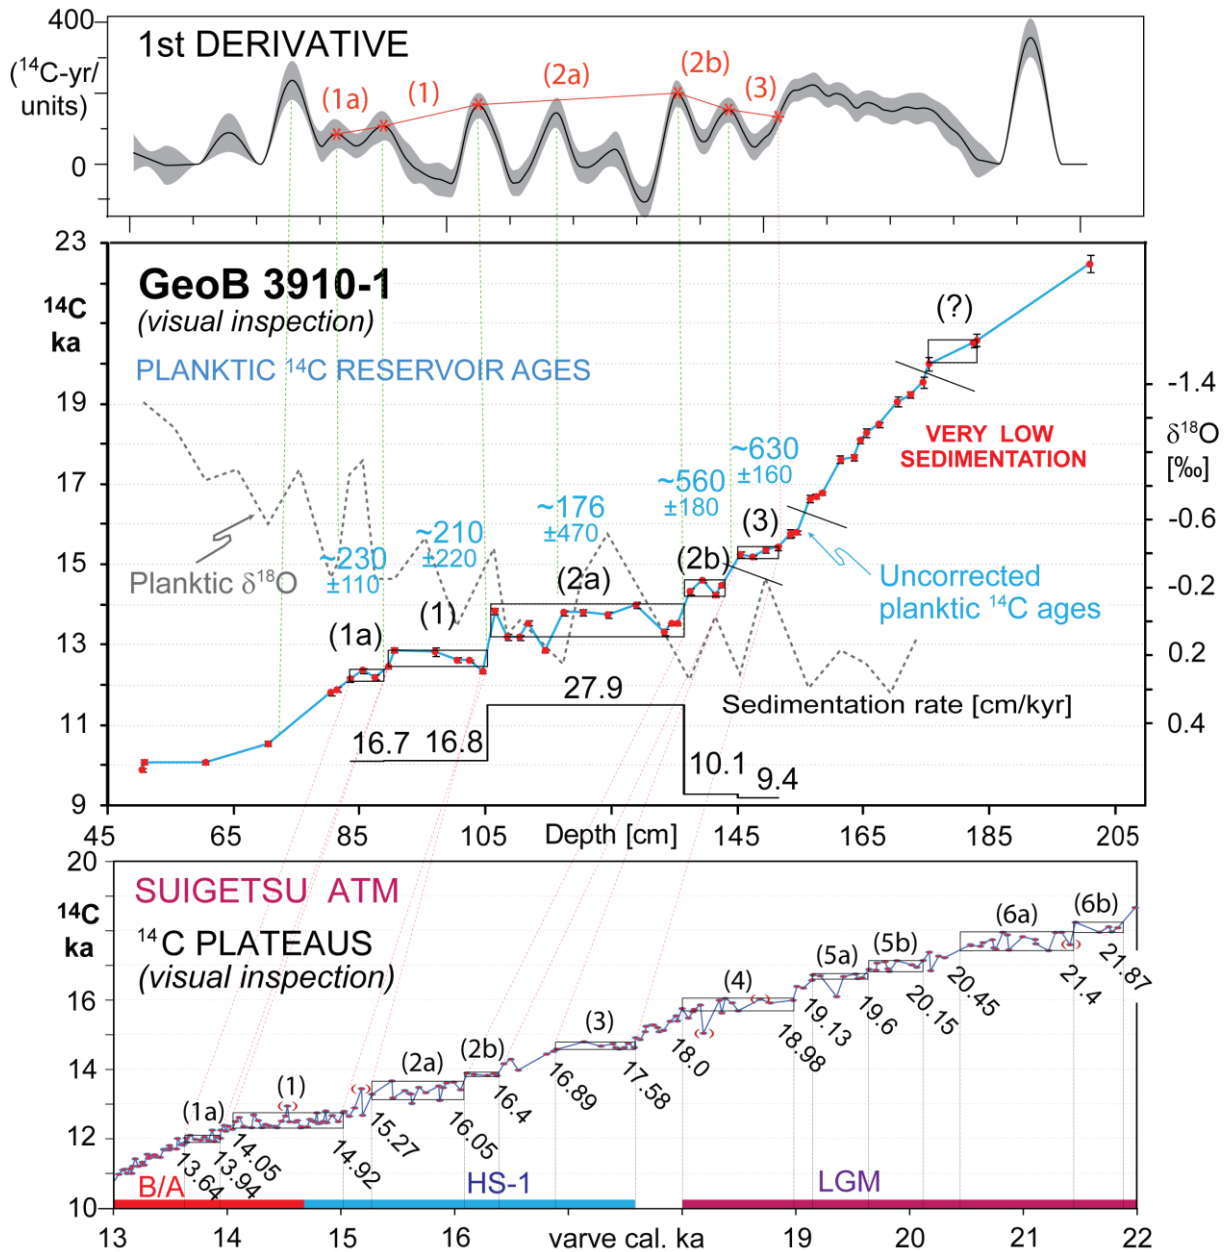 400
1st DERIVATIVE
(¹⁴C-yr/
units)
0
(1a)
(1)
(2a)
(2b)
(3)
23
GeoB 3910-1
(visual inspection)
¹⁴C
ka
PLANKTIC ¹⁴C RESERVOIR AGES
(?)
-1.4
19
VERY LOW
SEDIMENTATION
δ¹⁸O
[‰]
17
~630
±160
~560
±180
~176
±470
~210
±220
~230
±110
-0.6
15
Planktic δ¹⁸O
(3)
(2b)
(2a)
(1)
(1a)
Uncorrected
planktic ¹⁴C ages
-0.2
13
0.2
27.9
Sedimentation rate [cm/kyr]
11
16.7
16.8
10.1
9.4
0.4
9
45
65
85
105
Depth [cm]
145
165
185
205
20
SUIGETSU ATM
¹⁴C
ka
¹⁴C PLATEAUS
(visual inspection)
18
(6b)
(6a)
(5b)
(5a)
(4)
(3)
(2b)
(2a)
(1)
(1a)
16
14
12
10
13.64
13.94
14.05
14.92
15.27
16.05
16.4
16.89
17.58
18.0
18.98
19.13
19.6
20.15
20.45
21.4
21.87
B/A
HS-1
LGM
13
14
15
16
varve cal. ka
19
20
21
22